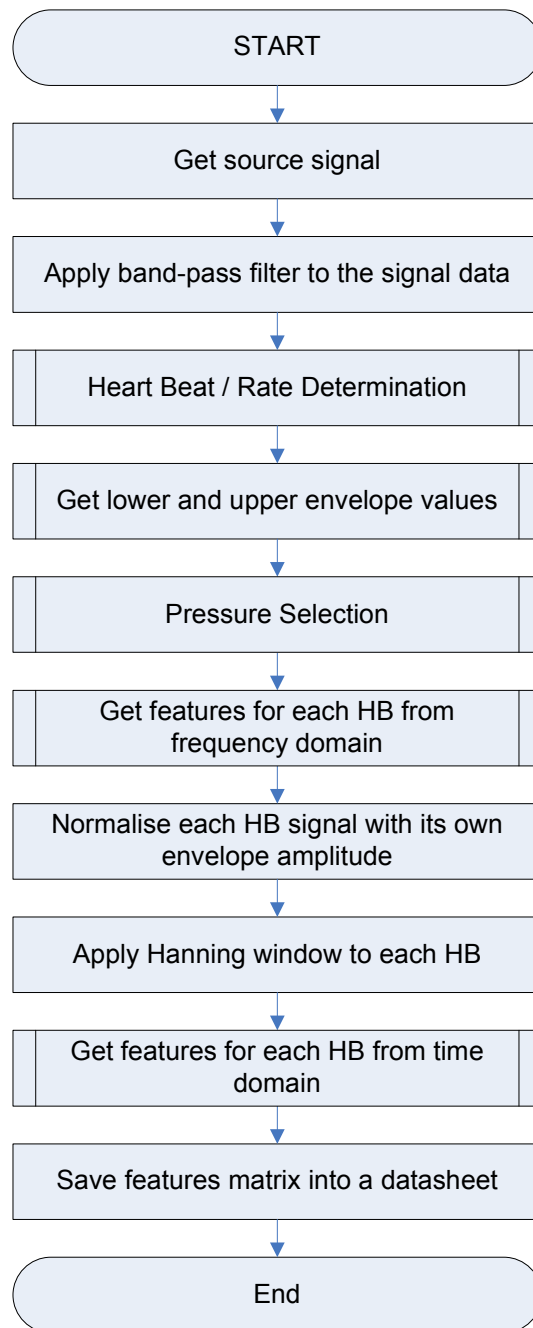 START
Get source signal
Apply band-pass filter to the signal data
Heart Beat / Rate Determination
Get lower and upper envelope values
Pressure Selection
Get features for each HB from
frequency domain
Normalise each HB signal with its own
envelope amplitude
Apply Hanning window to each HB
Get features for each HB from time
domain
Save features matrix into a datasheet
End